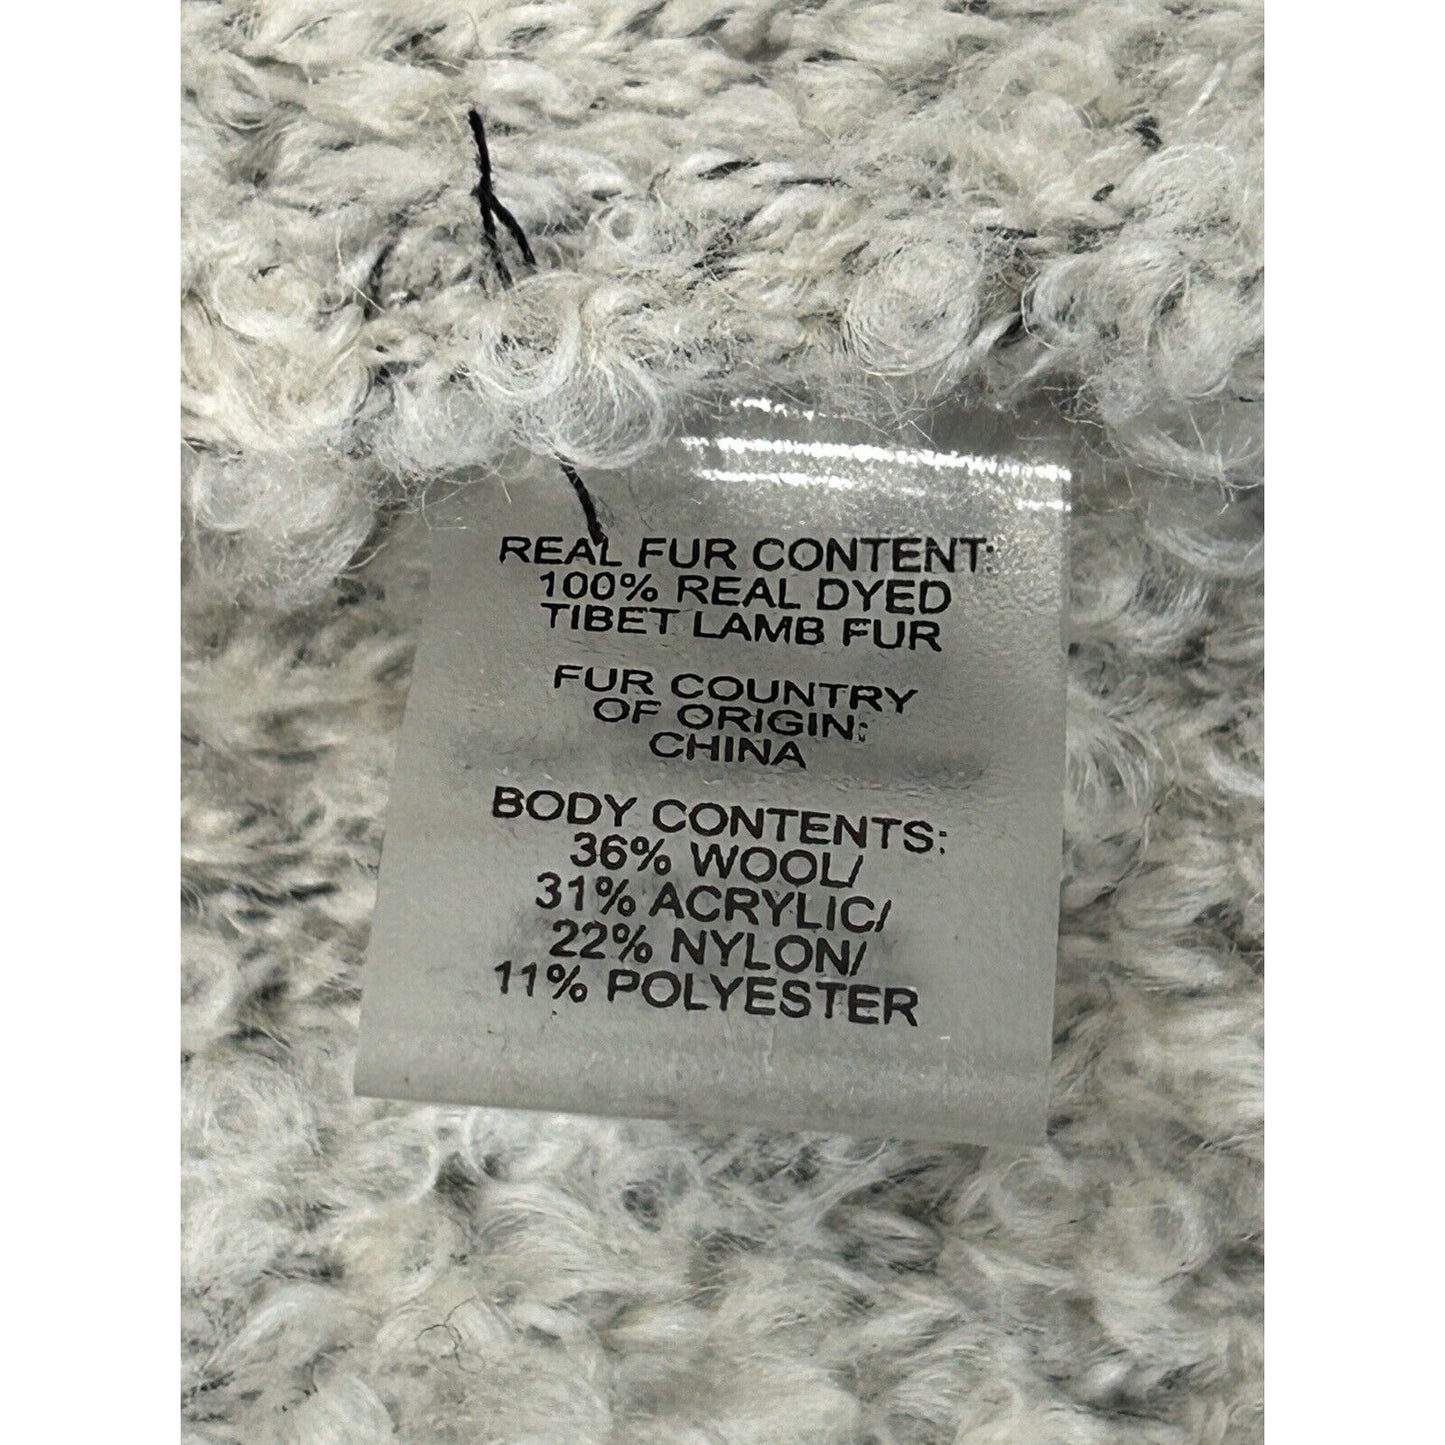 REAL FUR CONTENT:
100% REAL DYED
TIBET LAMB FUR
FUR COUNTRY
OF ORIGIN:
CHINA
BODY CONTENTS:
36% WOOL/
31% ACRYLIC/
22% NYLON/
11% POLYESTER